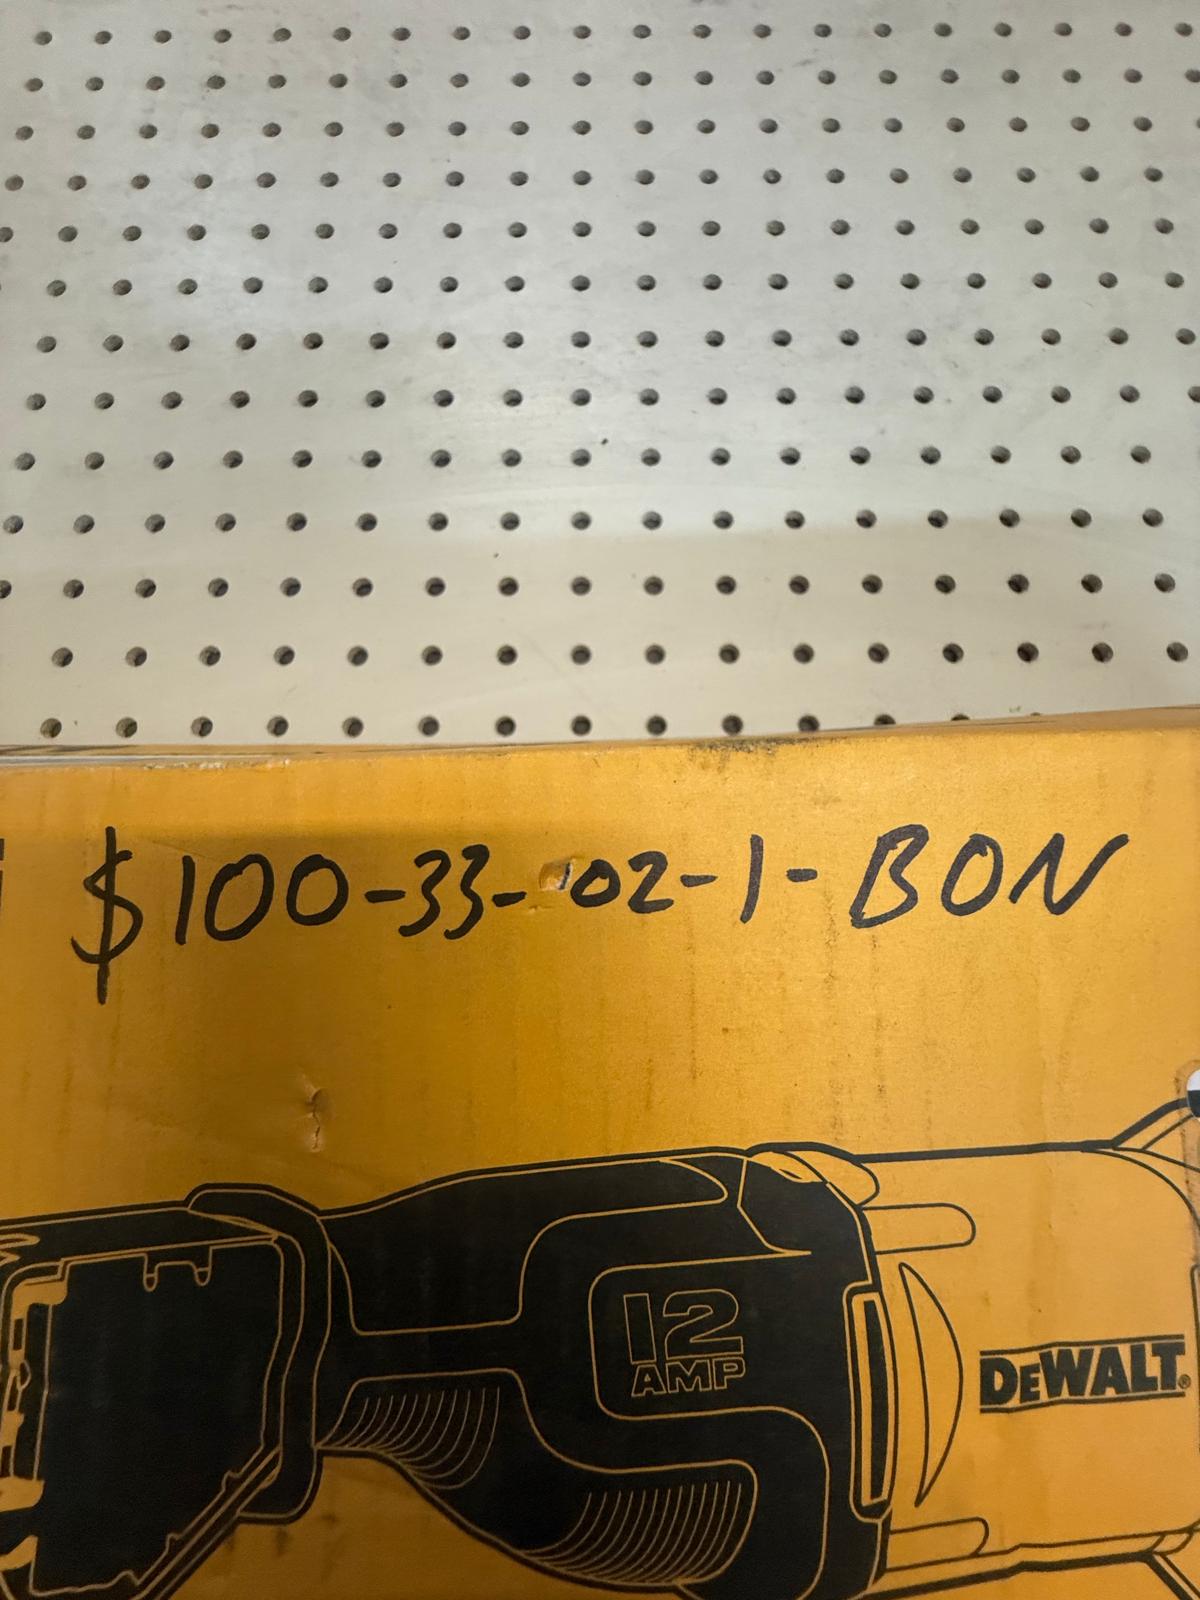 $100-33-02-1-BON
12
AMP
DEWALT®